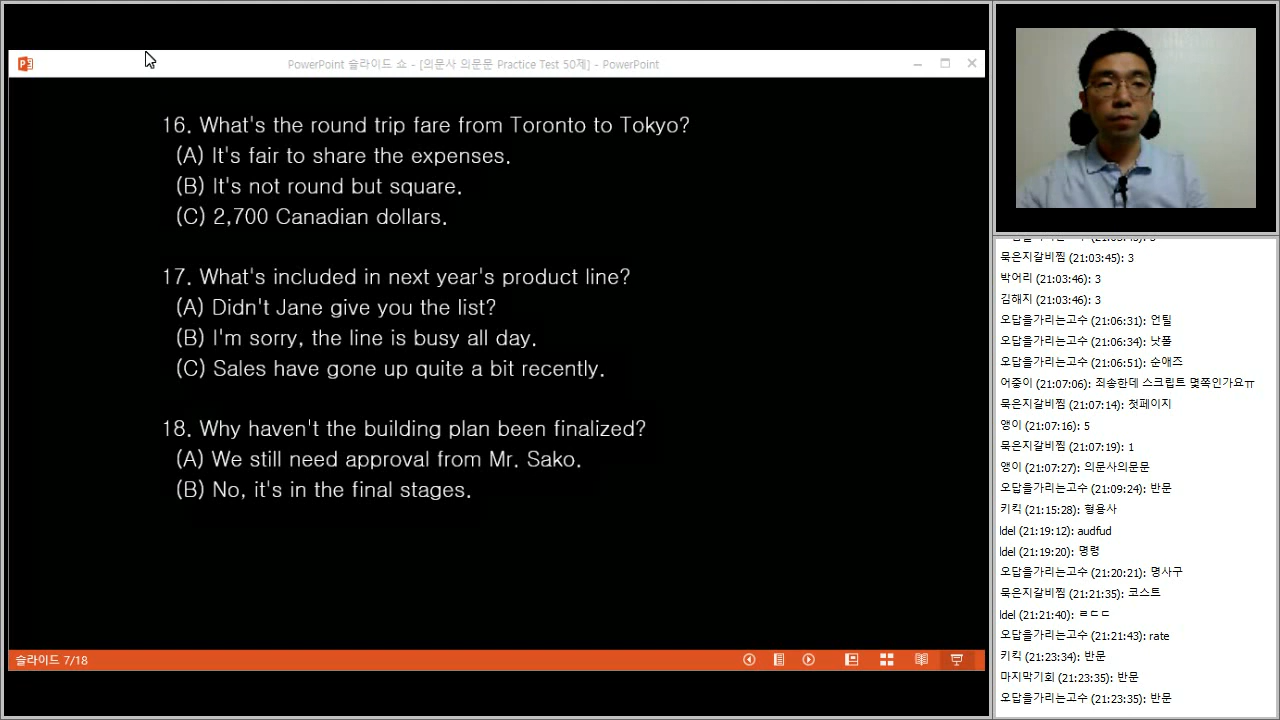 PowerPoint 슬라이드 쇼 - [의문사 의문문 Practice Test 50제] - PowerPoint
16. What's the round trip fare from Toronto to Tokyo?
(A) It's fair to share the expenses.
(B) It's not round but square.
(C) 2,700 Canadian dollars.
17. What's included in next year's product line?
(A) Didn't Jane give you the list?
(B) I'm sorry, the line is busy all day.
(C) Sales have gone up quite a bit recently.
18. Why haven't the building plan been finalized?
(A) We still need approval from Mr. Sako.
(B) No, it's in the final stages.
슬라이드 7/18
묵은지갈비찜 (21:03:45): 3
박어리 (21:03:46): 3
김해지 (21:03:46): 3
오답을가리는고수 (21:06:31): 언틸
오답을가리는고수 (21:06:34): 낫폴
오답을가리는고수 (21:06:51): 순애즈
어중이 (21:07:06): 죄송한데 스크립트 몇쪽인가요ㅠ
묵은지갈비찜 (21:07:14): 첫페이지
앵이 (21:07:16): 5
묵은지갈비찜 (21:07:19): 1
앵이 (21:07:27): 의문사의문문
오답을가리는고수 (21:09:24): 반문
키킥 (21:15:28): 형용사
ldel (21:19:12): audfud
ldel (21:19:20): 명령
오답을가리는고수 (21:20:21): 명사구
묵은지갈비찜 (21:21:35): 코스트
ldel (21:21:40): ㄹㄷㄷ
오답을가리는고수 (21:21:43): rate
키킥 (21:23:34): 반문
마지막기회 (21:23:35): 반문
오답을가리는고수 (21:23:35): 반문